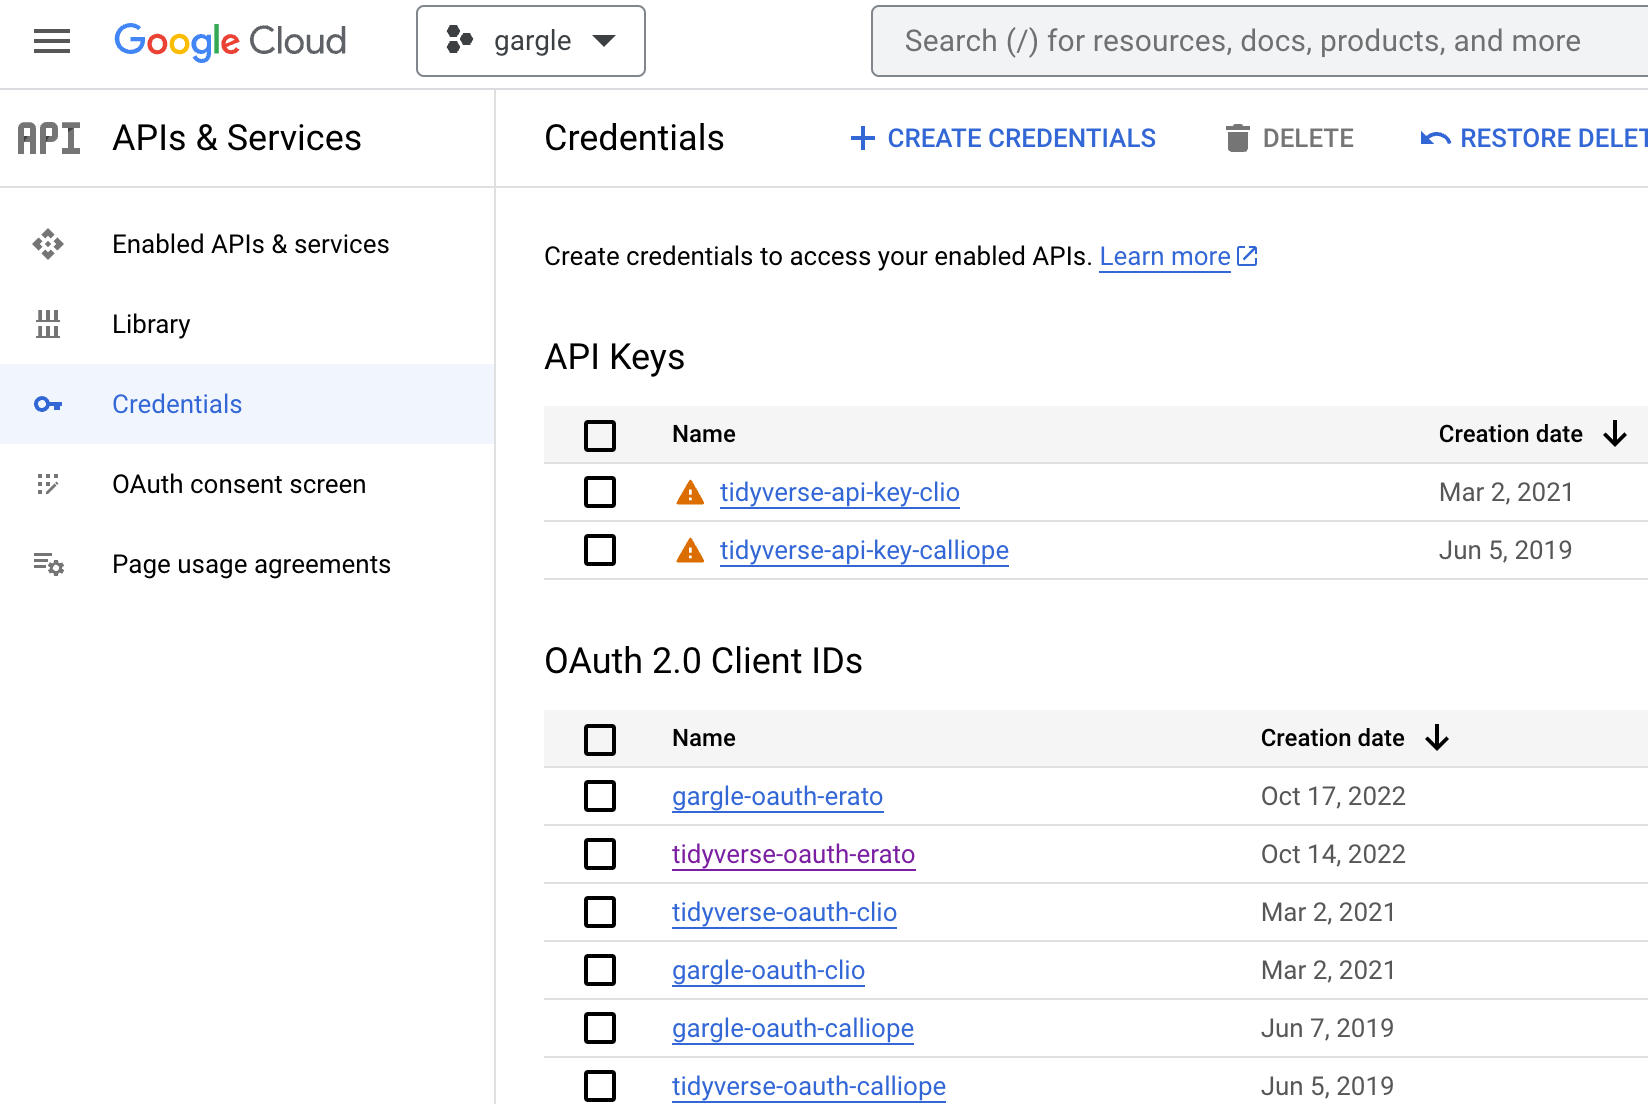 Google Cloud gargle Search (/) for resources, docs, products, and more
API APIs & Services Credentials CREATE CREDENTIALS DELETE RESTORE DELET
Enabled APIs & services
Create credentials to access your enabled APIs. Learn more
Library
API Keys
Credentials
Name Creation date
OAuth consent screen
tidyverse-api-key-clio Mar 2, 2021
tidyverse-api-key-calliope Jun 5, 2019
Page usage agreements
OAuth 2.0 Client IDs
Name Creation date
gargle-oauth-erato Oct 17, 2022
tidyverse-oauth-erato Oct 14, 2022
tidyverse-oauth-clio Mar 2, 2021
gargle-oauth-clio Mar 2, 2021
gargle-oauth-calliope Jun 7, 2019
tidyverse-oauth-calliope Jun 5, 2019